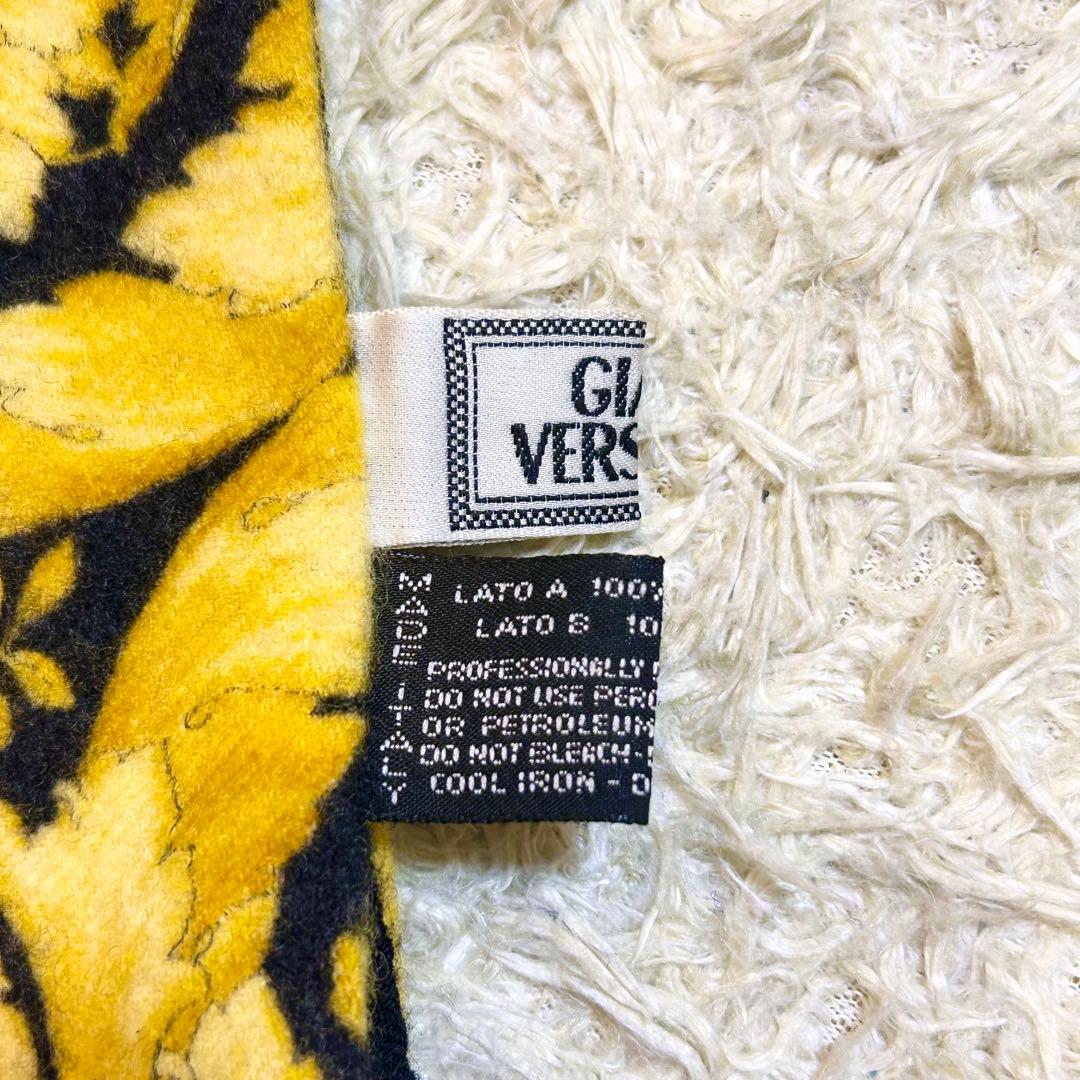 GIA
VERS
MADE IN ITALY
LATO A 100%
LATO B 10
PROFESSIONALLY
DO NOT USE PERC
OR PETROLEUM
DO NOT BLEACH -
COOL IRON - D